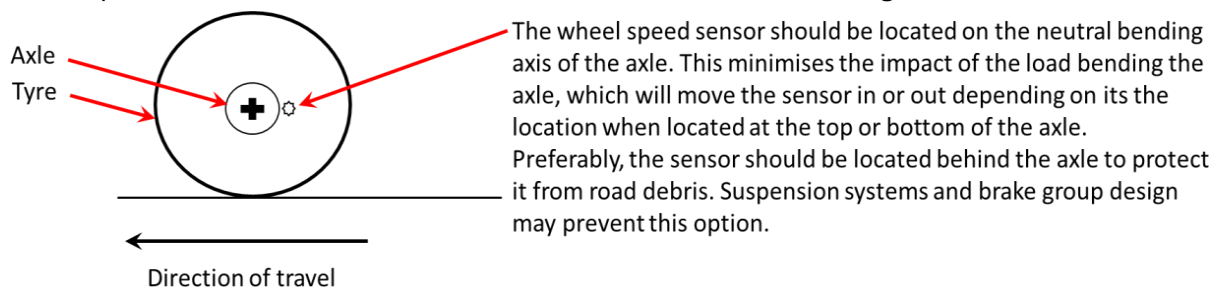 Axle
Tyre
The wheel speed sensor should be located on the neutral bending
axis of the axle. This minimises the impact of the load bending the
axle, which will move the sensor in or out depending on its the
location when located at the top or bottom of the axle.
Preferably, the sensor should be located behind the axle to protect
it from road debris. Suspension systems and brake group design
may prevent this option.
Direction of travel